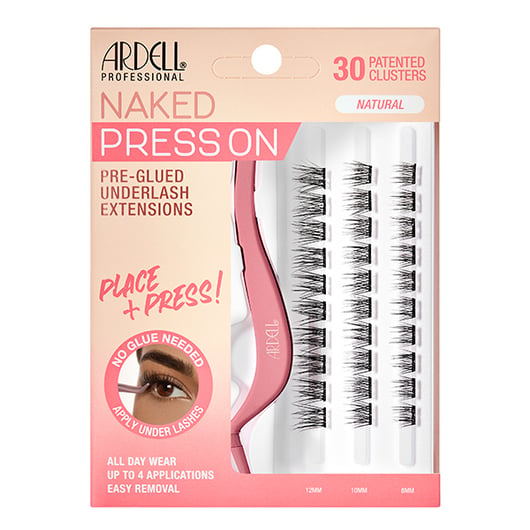 ARDELL®
PROFESSIONAL
NAKED
PRESS ON
PRE-GLUED
UNDERLASH
EXTENSIONS
PLACE
+ PRESS!
NO GLUE NEEDED
APPLY UNDER LASHES
ALL DAY WEAR
UP TO 4 APPLICATIONS
EASY REMOVAL
30 PATENTED
CLUSTERS
NATURAL
ARDELL
12MM 10MM 8MM